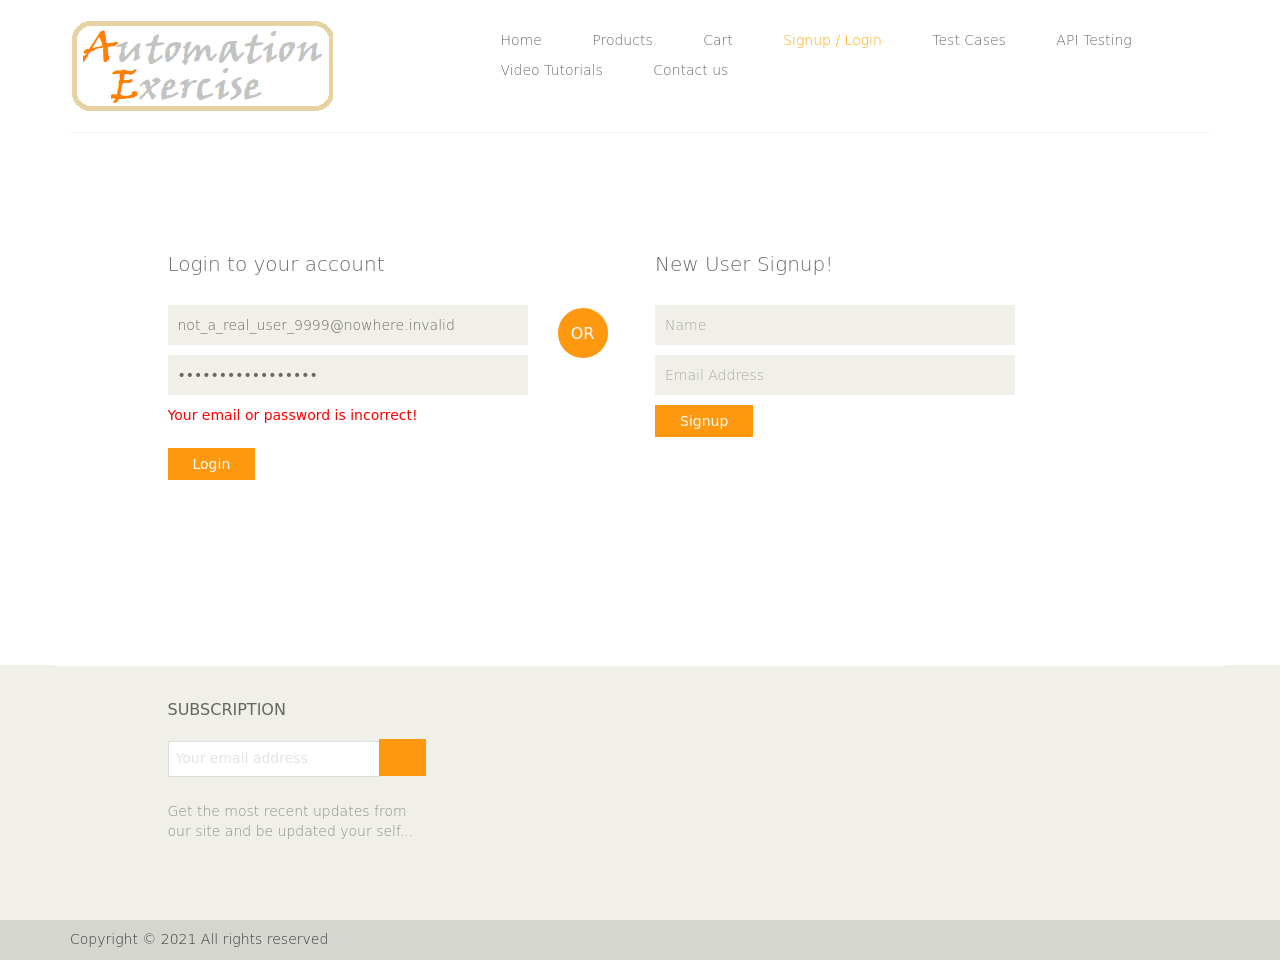 Automation
Exercise
Home Products Cart Signup / Login Test Cases API Testing
Video Tutorials Contact us
Login to your account
not_a_real_user_9999@nowhere.invalid
•••••••••••••••••
Your email or password is incorrect!
Login
OR
New User Signup!
Name
Email Address
Signup
SUBSCRIPTION
Your email address
Get the most recent updates from
our site and be updated your self...
Copyright © 2021 All rights reserved